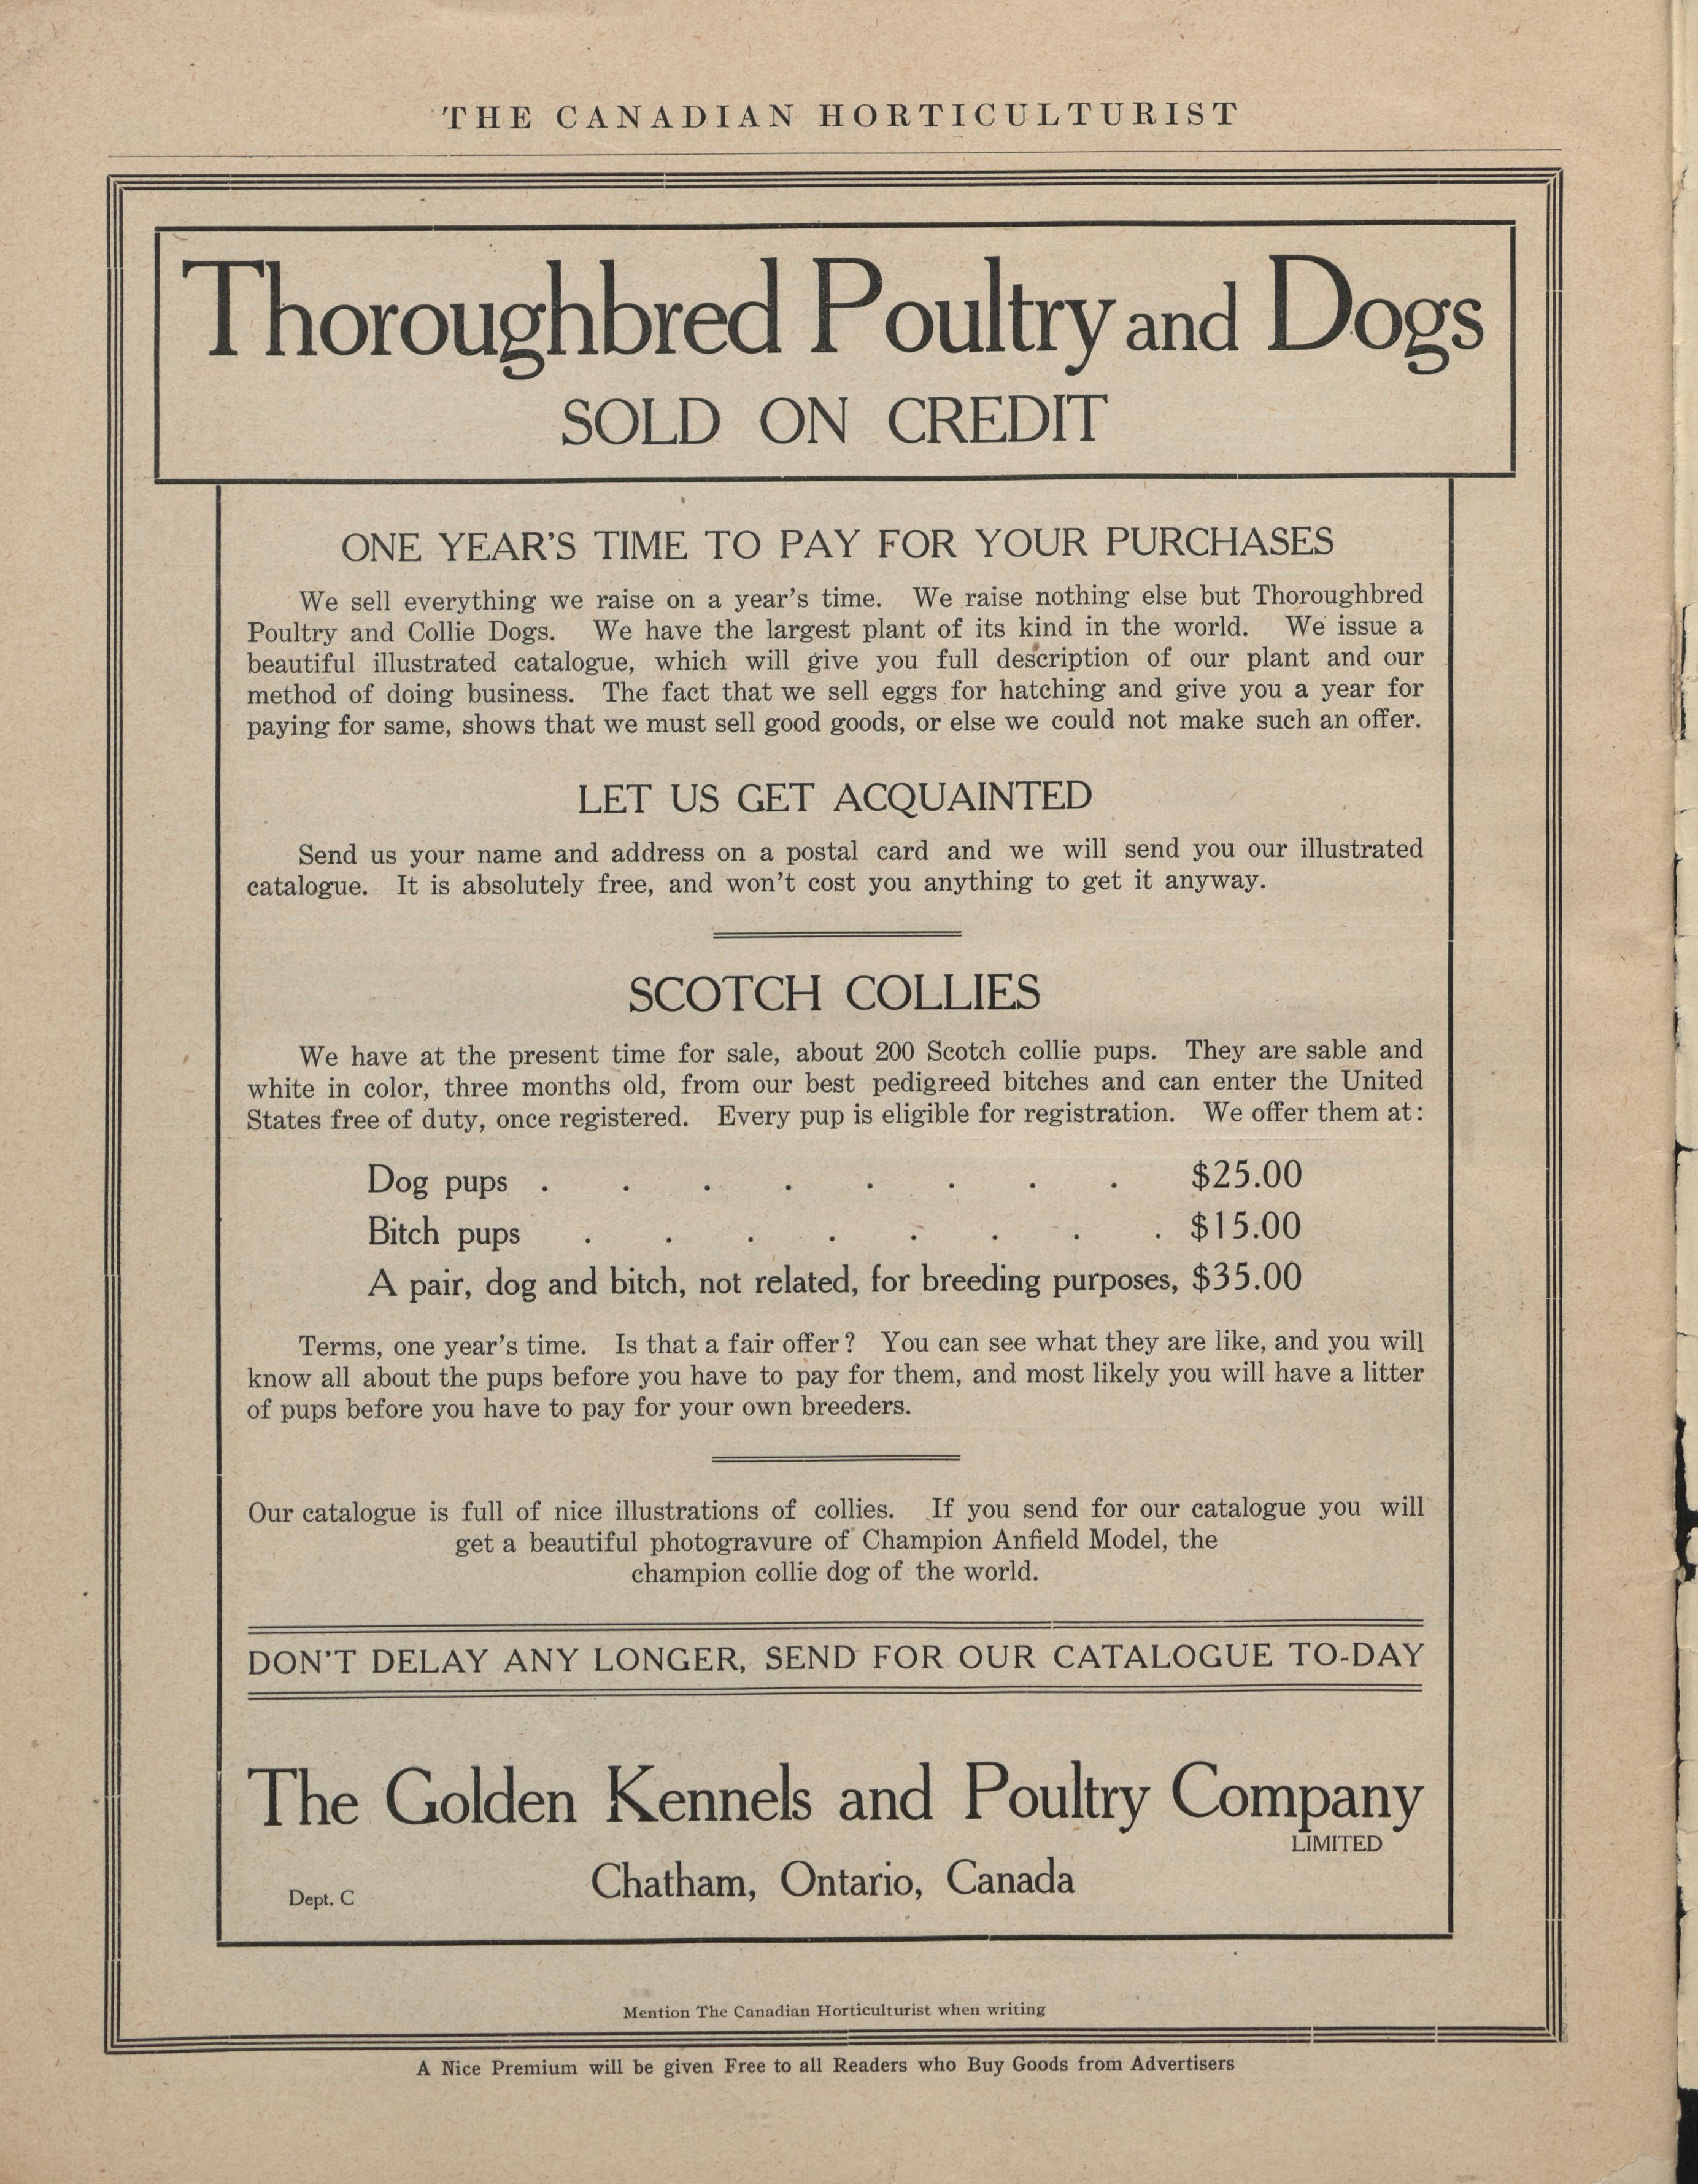 THE CANADIAN HORTICULTURIST
Thoroughbred Poultry and Dogs
SOLD ON CREDIT
ONE YEAR'S TIME TO PAY FOR YOUR PURCHASES
We sell everything we raise on a year's time. We raise nothing else but Thoroughbred
Poultry and Collie Dogs. We have the largest plant of its kind in the world. We issue a
beautiful illustrated catalogue, which will give you full description of our plant and our
method of doing business. The fact that we sell eggs for hatching and give you a year for
paying for same, shows that we must sell good goods, or else we could not make such an offer.
LET US GET ACQUAINTED
Send us your name and address on a postal card and we will send you our illustrated
catalogue. It is absolutely free, and won't cost you anything to get it anyway.
SCOTCH COLLIES
We have at the present time for sale, about 200 Scotch collie pups. They are sable and
white in color, three months old, from our best pedigreed bitches and can enter the United
States free of duty, once registered. Every pup is eligible for registration. We offer them at:
Dog pups . . . . . . . . $25.00
Bitch pups . . . . . . . . $15.00
A pair, dog and bitch, not related, for breeding purposes, $35.00
Terms, one year's time. Is that a fair offer? You can see what they are like, and you will
know all about the pups before you have to pay for them, and most likely you will have a litter
of pups before you have to pay for your own breeders.
Our catalogue is full of nice illustrations of collies. If you send for our catalogue you will
get a beautiful photogravure of Champion Anfield Model, the
champion collie dog of the world.
DON'T DELAY ANY LONGER, SEND FOR OUR CATALOGUE TO-DAY
The Golden Kennels and Poultry Company
LIMITED
Chatham, Ontario, Canada
Dept. C
Mention The Canadian Horticulturist when writing
A Nice Premium will be given Free to all Readers who Buy Goods from Advertisers